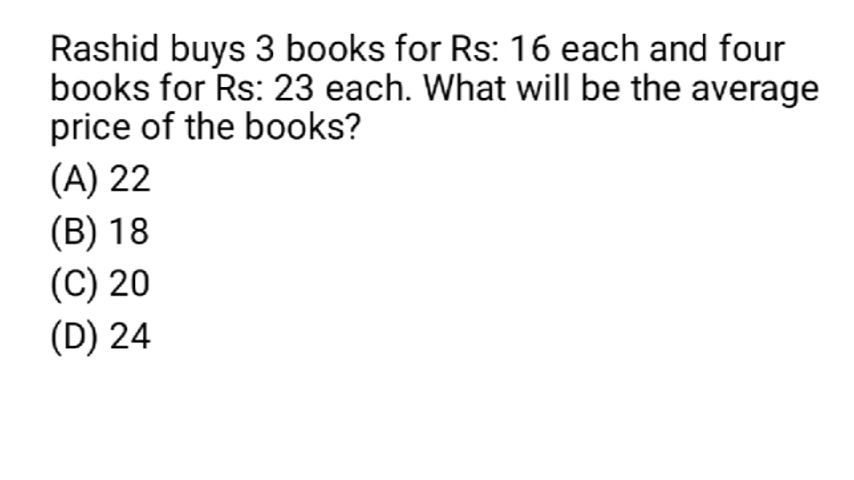 Rashid buys 3 books for Rs: 16 each and four
books for Rs: 23 each. What will be the average
price of the books?
(A) 22
(B) 18
(C) 20
(D) 24